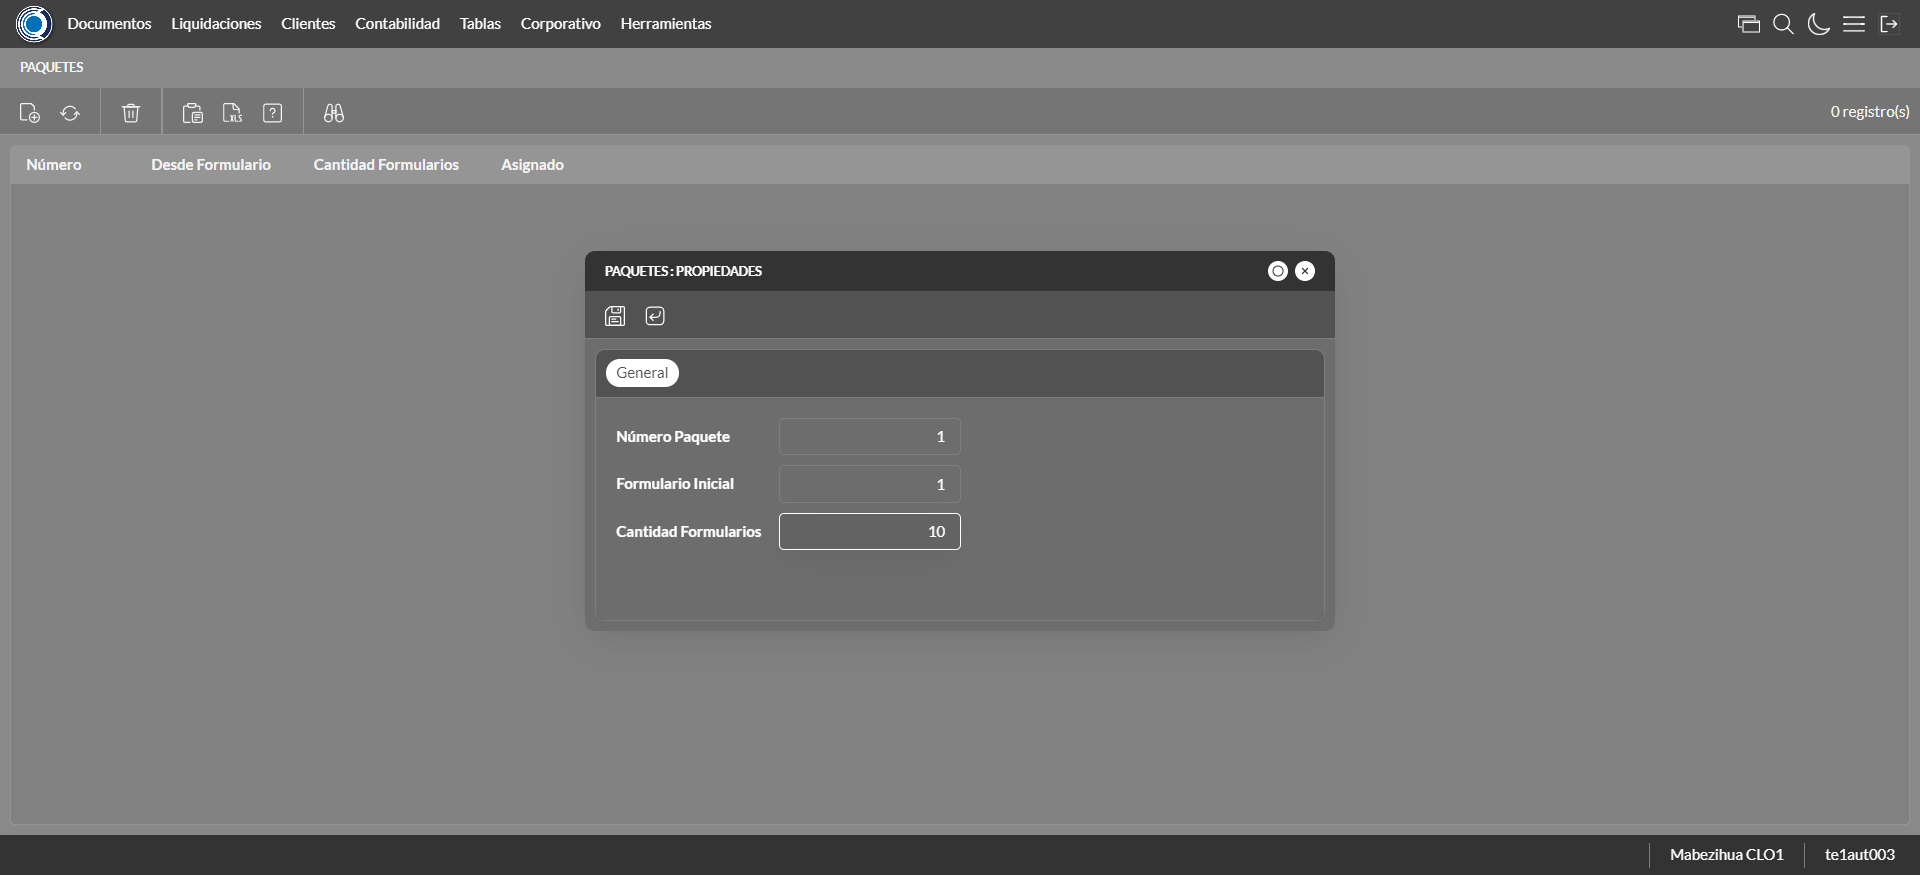 Documentos Liquidaciones Clientes Contabilidad Tablas Corporativo Herramientas
PAQUETES
XLS ? 0 registro(s)
Número Desde Formulario Cantidad Formularios Asignado
PAQUETES : PROPIEDADES
General
Número Paquete 1
Formulario Inicial 1
Cantidad Formularios 10
Mabezihua CLO1 te1aut003